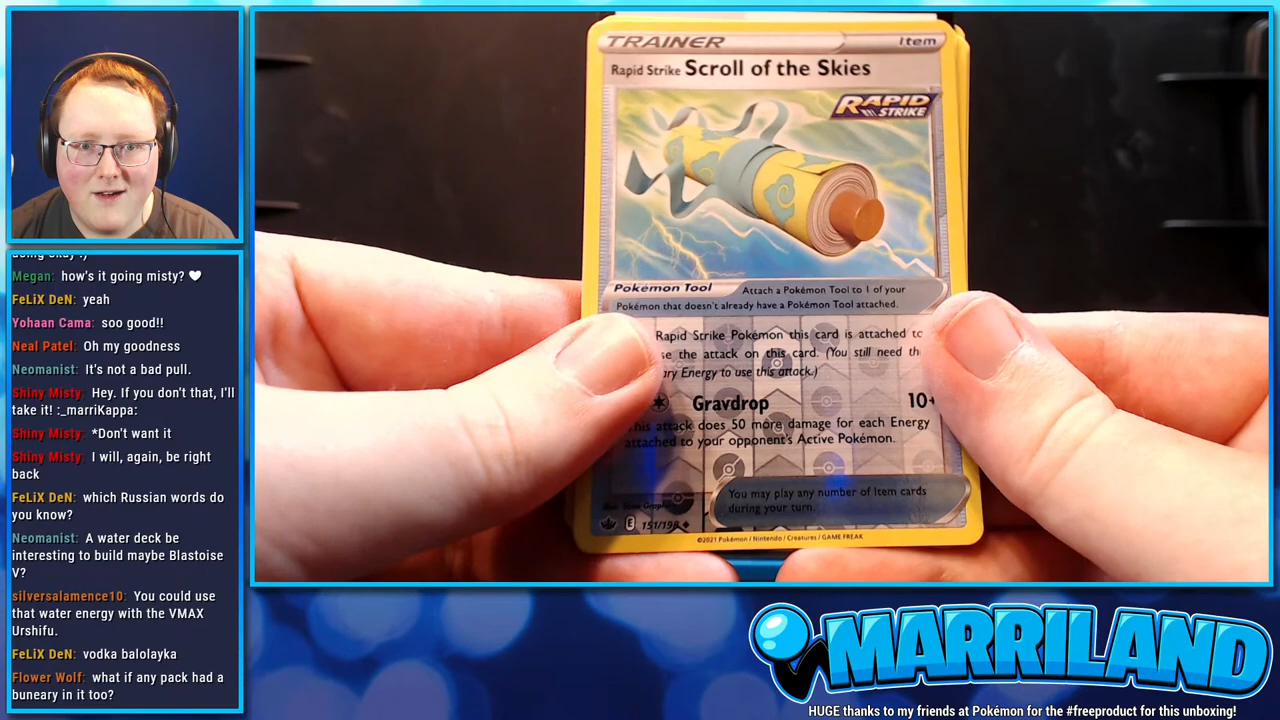 Megan: how's it going misty? ♥
FeLiX DeN: yeah
Yohaan Cama: soo good!!
Neal Patel: Oh my goodness
Neomanist: It's not a bad pull.
Shiny Misty: Hey. If you don't that, I'll
take it! :_marriKappa:
Shiny Misty: *Don't want it
Shiny Misty: I will, again, be right
back
FeLiX DeN: which Russian words do
you know?
Neomanist: A water deck be
interesting to build maybe Blastoise
V?
silversalamence10: You could use
that water energy with the VMAX
Urshifu.
FeLiX DeN: vodka balolayka
Flower Wolf: what if any pack had a
buneary in it too?
TRAINER Item
Rapid Strike Scroll of the Skies
RAPID
STRIKE
Pokémon Tool Attach a Pokémon Tool to 1 of your
Pokémon that doesn't already have a Pokémon Tool attached.
Rapid Strike Pokémon this card is attached to
the attack on this card. (You still need
Energy to use this attack.)
Gravdrop 10+
This attack does 50 more damage for each Energy
attached to your opponent's Active Pokémon.
You may play any number of Item cards
during your turn.
E 151/198
©2021 Pokémon / Nintendo / Creatures / GAME FREAK
MARRILAND
HUGE thanks to my friends at Pokémon for the #freeproduct for this unboxing!